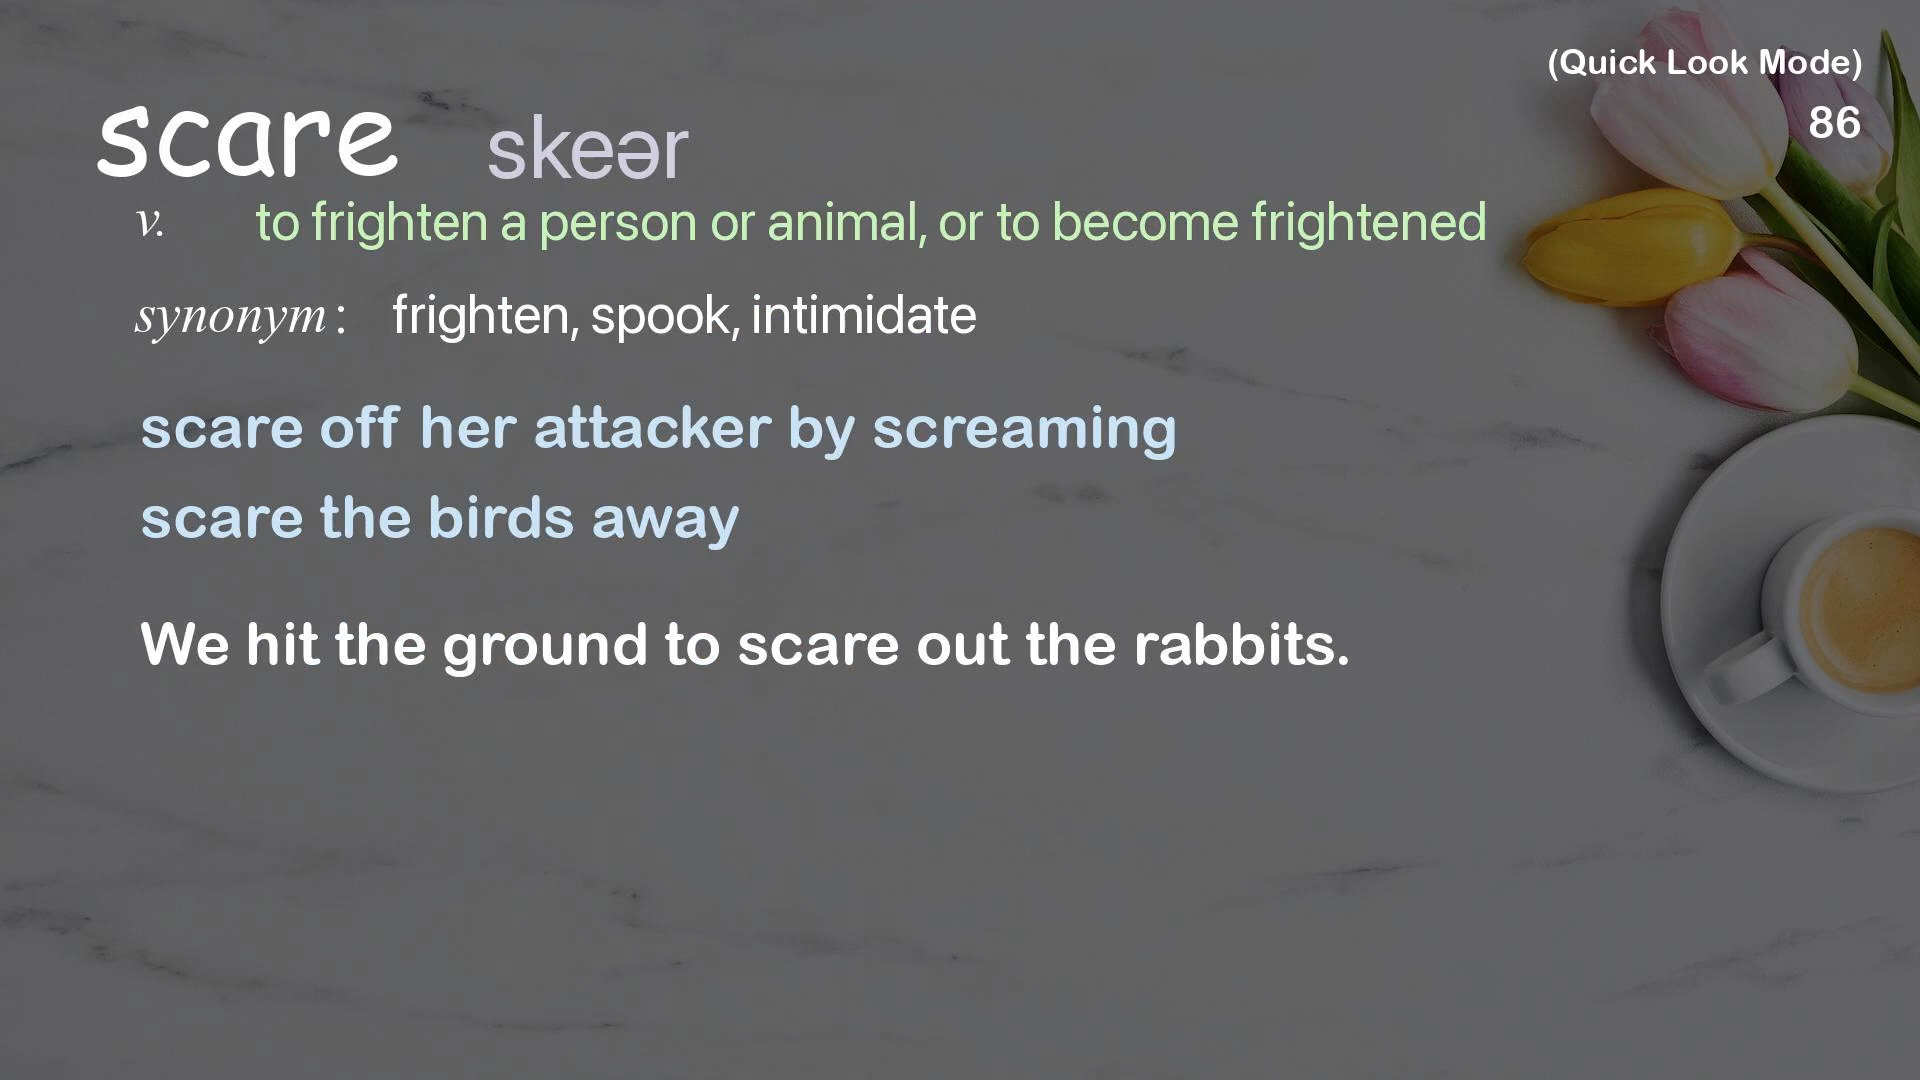 (Quick Look Mode)
86
scare skeər
v. to frighten a person or animal, or to become frightened
synonym: frighten, spook, intimidate
scare off her attacker by screaming
scare the birds away
We hit the ground to scare out the rabbits.